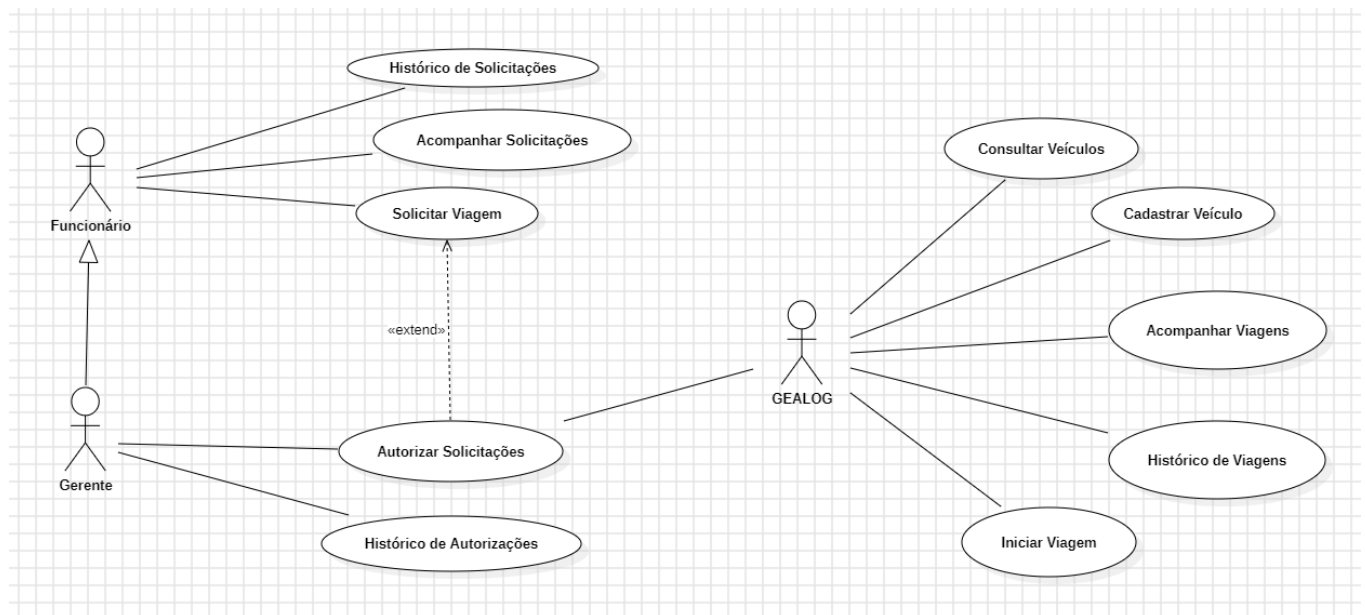 Histórico de Solicitações
Acompanhar Solicitações
Solicitar Viagem
Funcionário
«extend»
Autorizar Solicitações
Gerente
Histórico de Autorizações
Consultar Veículos
Cadastrar Veículo
Acompanhar Viagens
GEALOG
Histórico de Viagens
Iniciar Viagem